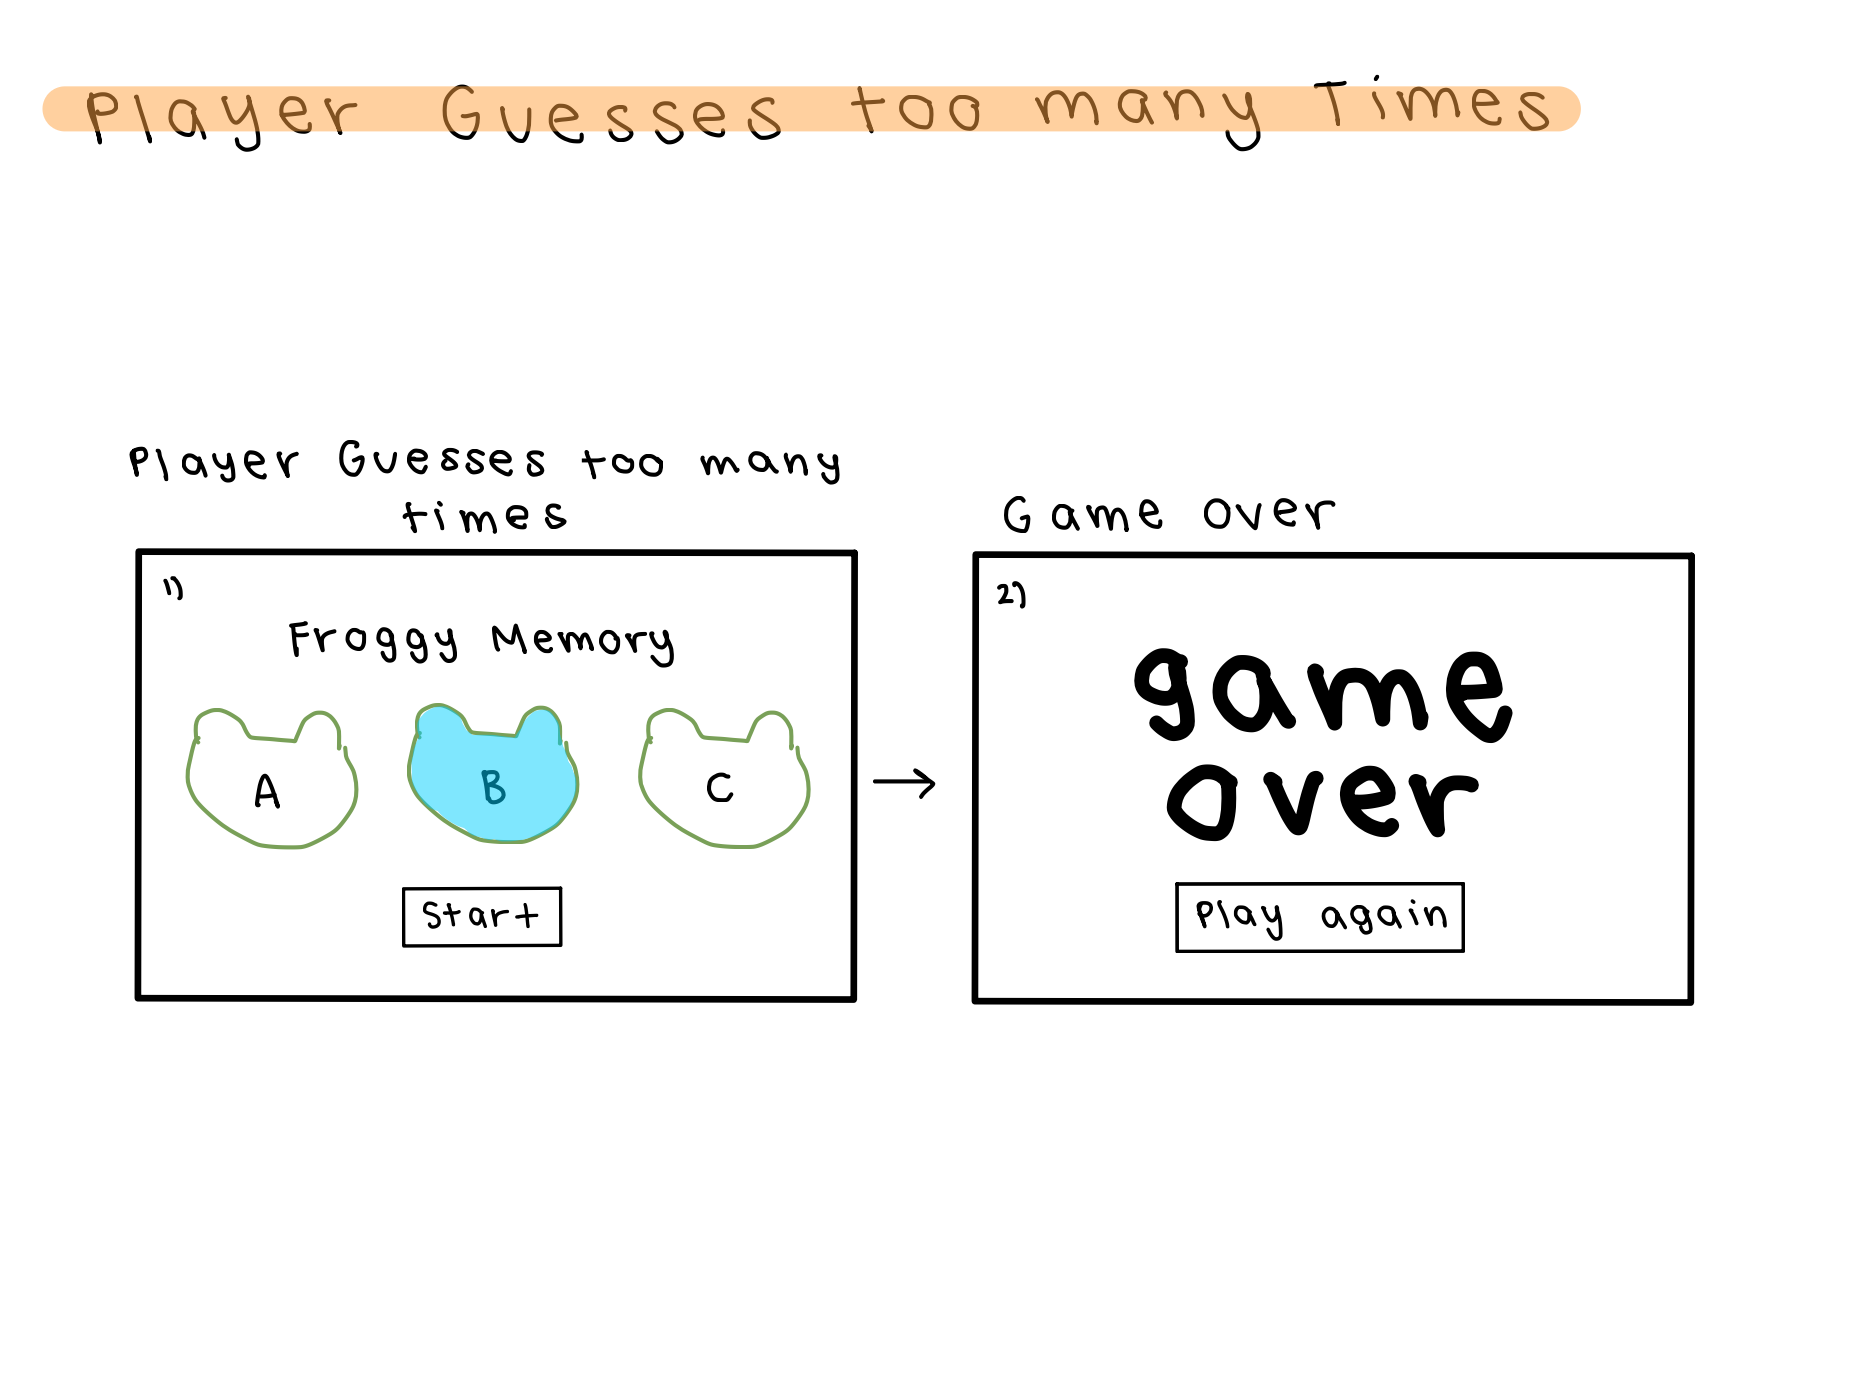 Player Guesses too many Times
Player Guesses too many
times
1)
Froggy Memory
A
B
C
Start
Game over
2)
game
over
Play again